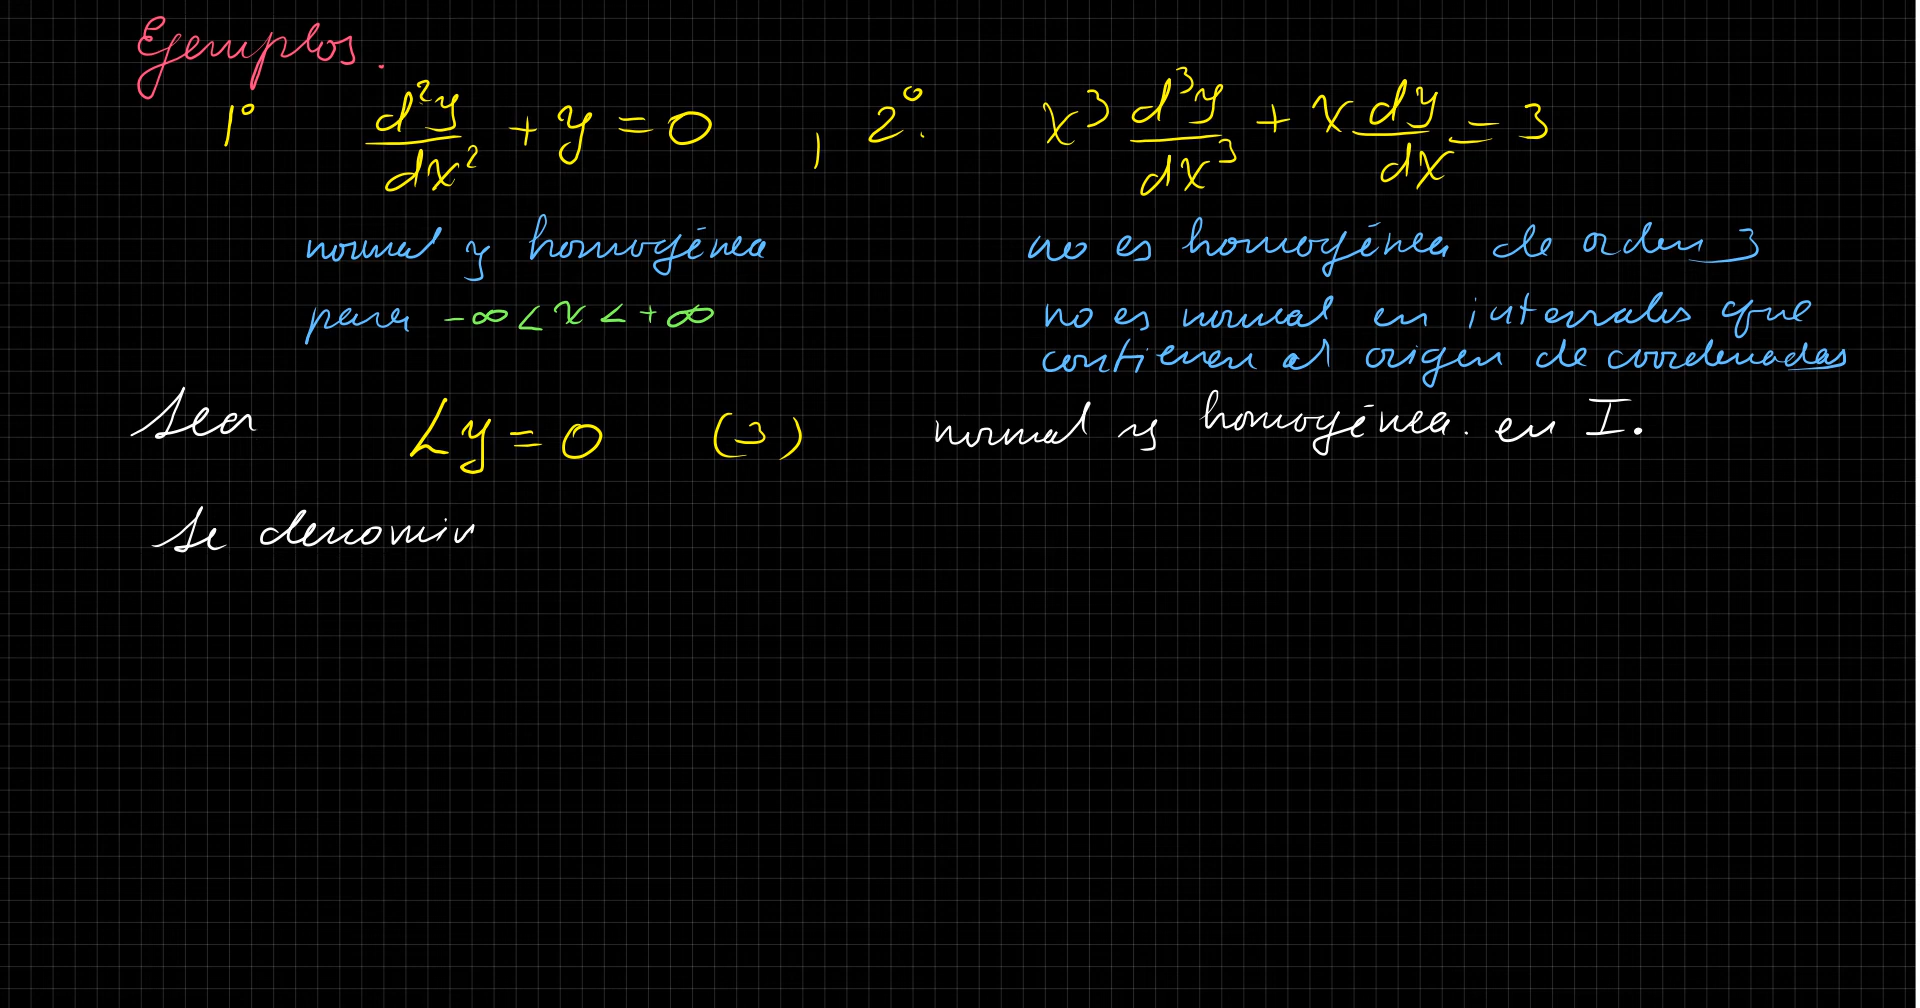 Ejemplos.
1° d²y/dx² + y = 0 , 2°. x³ d³y/dx³ + x dy/dx = 3
normal y homogénea no es homogénea de orden 3
para -∞ < x < +∞ no es normal en intervalos que
contienen al origen de coordenadas
Sea Ly = 0 (3) normal y homogénea. en I.
Se denomin